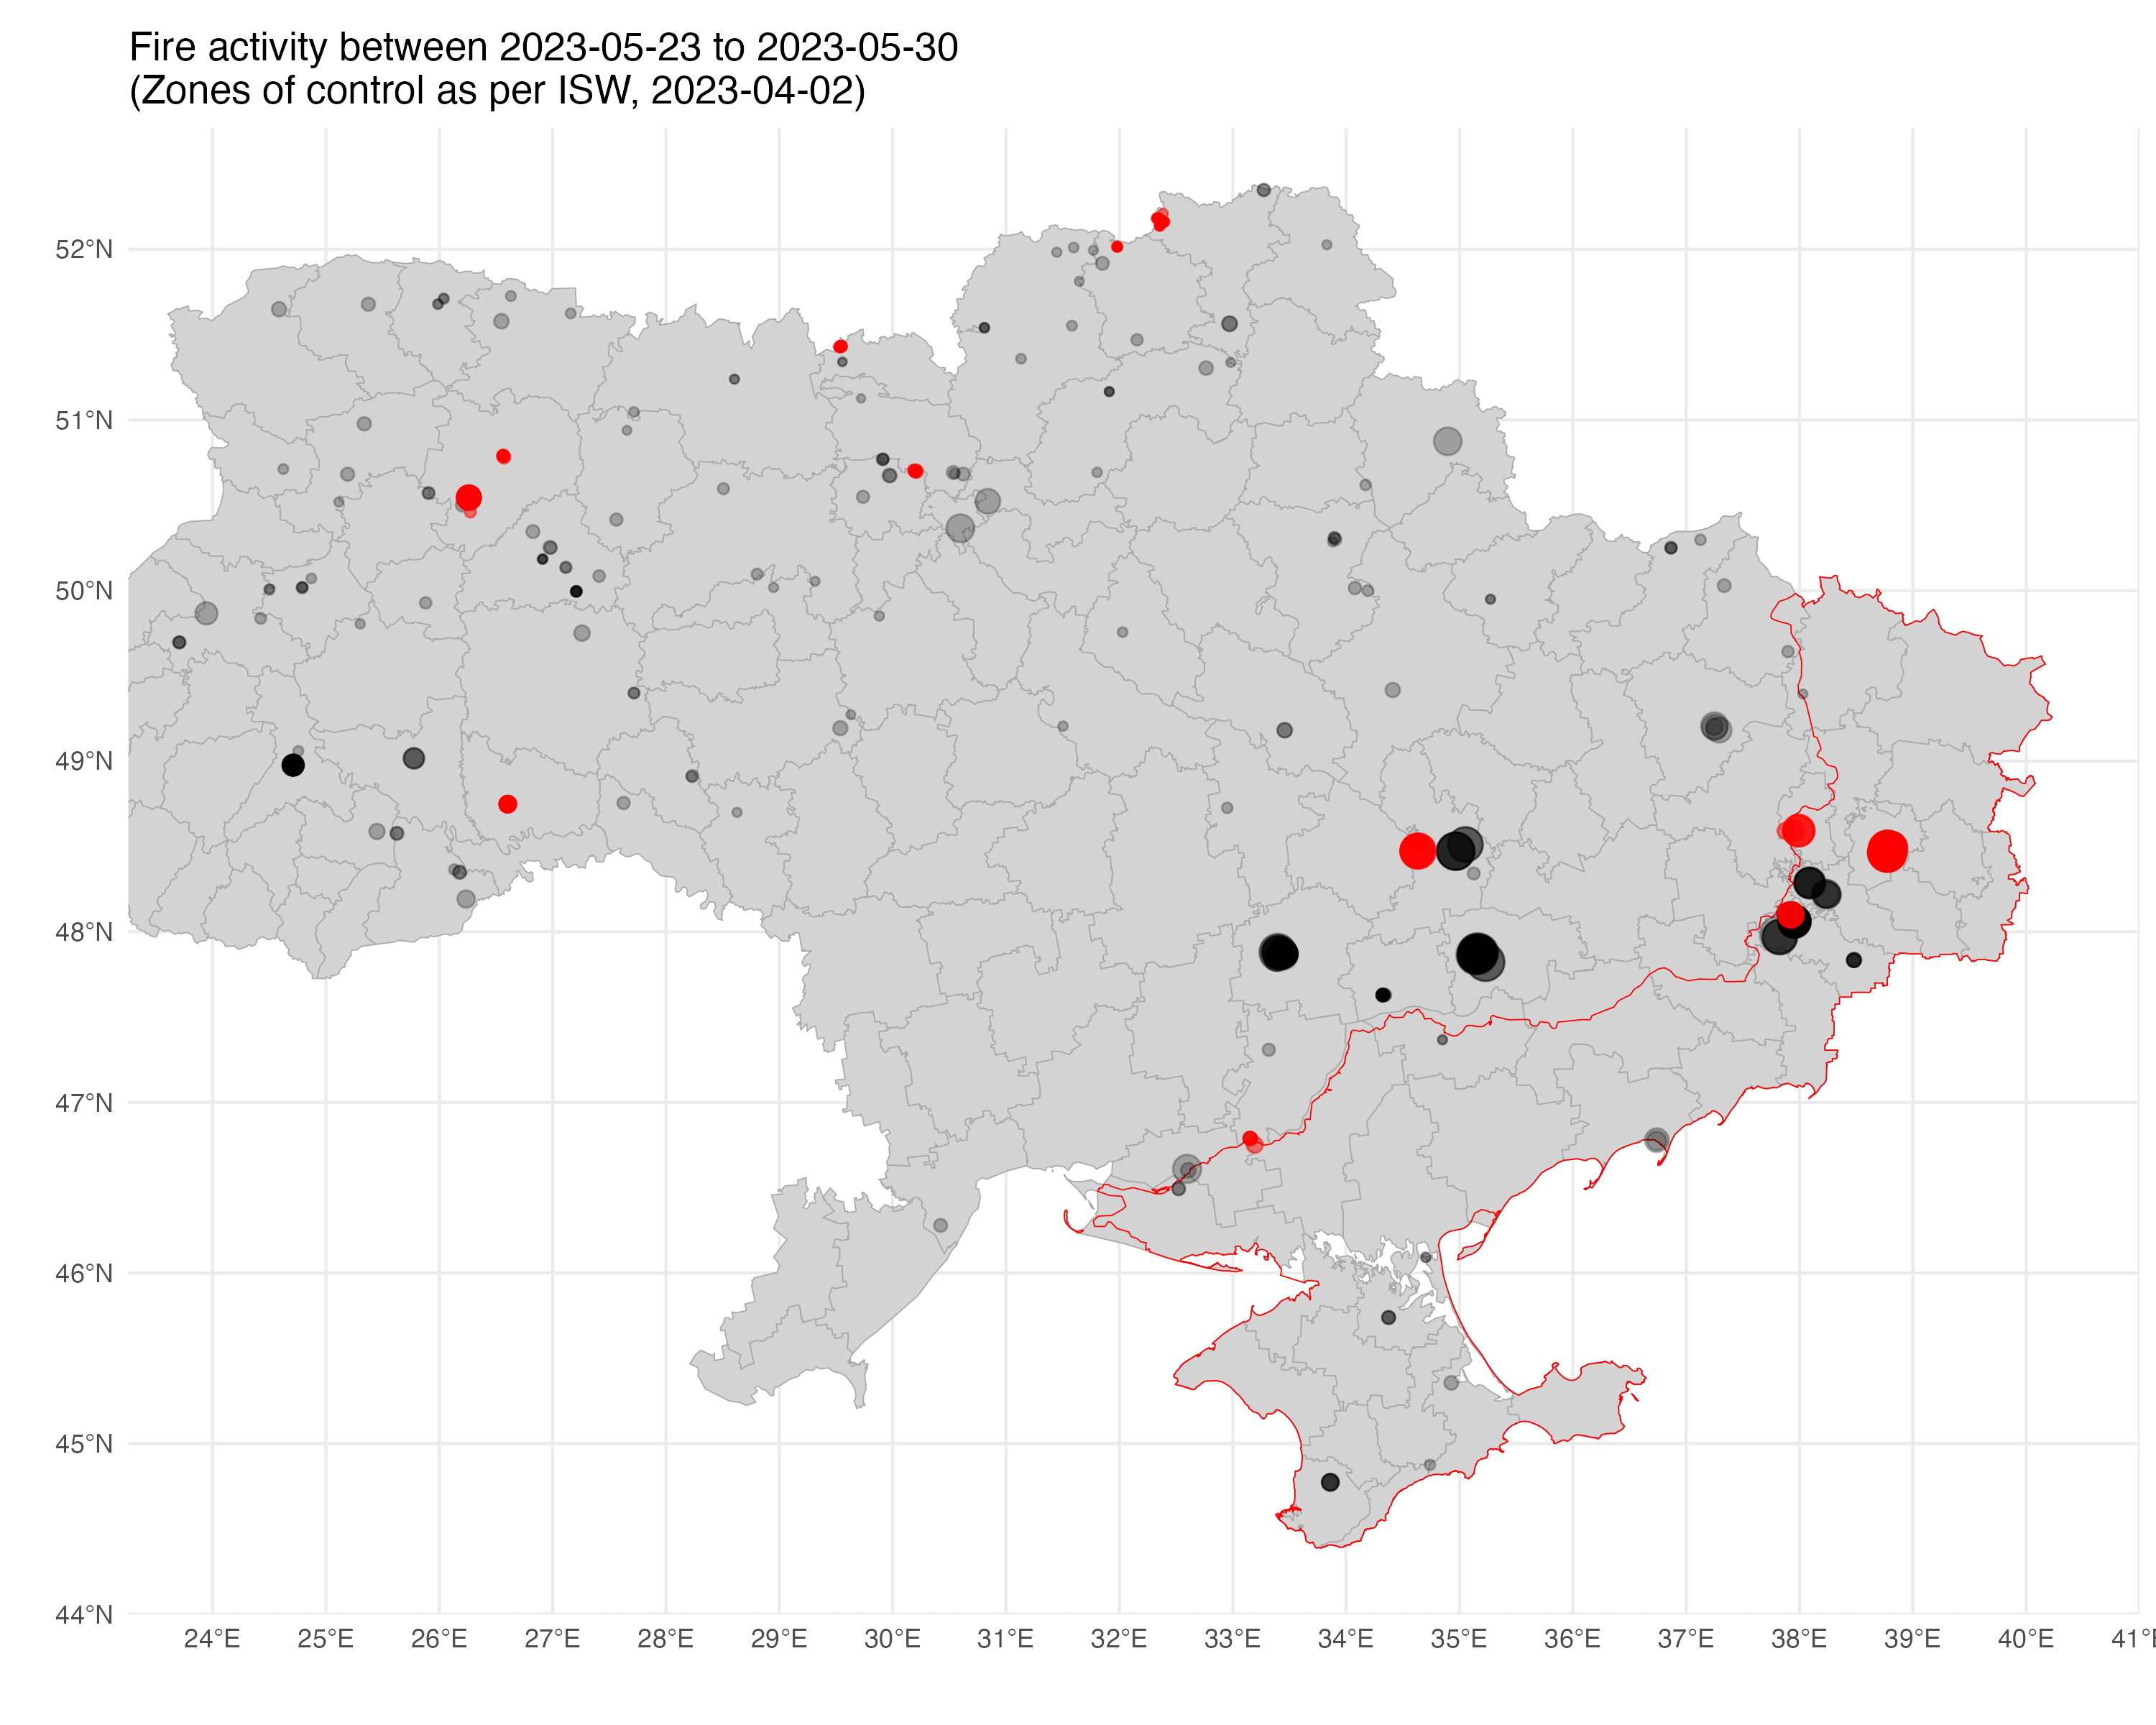 Fire activity between 2023-05-23 to 2023-05-30
(Zones of control as per ISW, 2023-04-02)
52°N
51°N
50°N
49°N
48°N
47°N
46°N
45°N
44°N
24°E 25°E 26°E 27°E 28°E 29°E 30°E 31°E 32°E 33°E 34°E 35°E 36°E 37°E 38°E 39°E 40°E 41°E